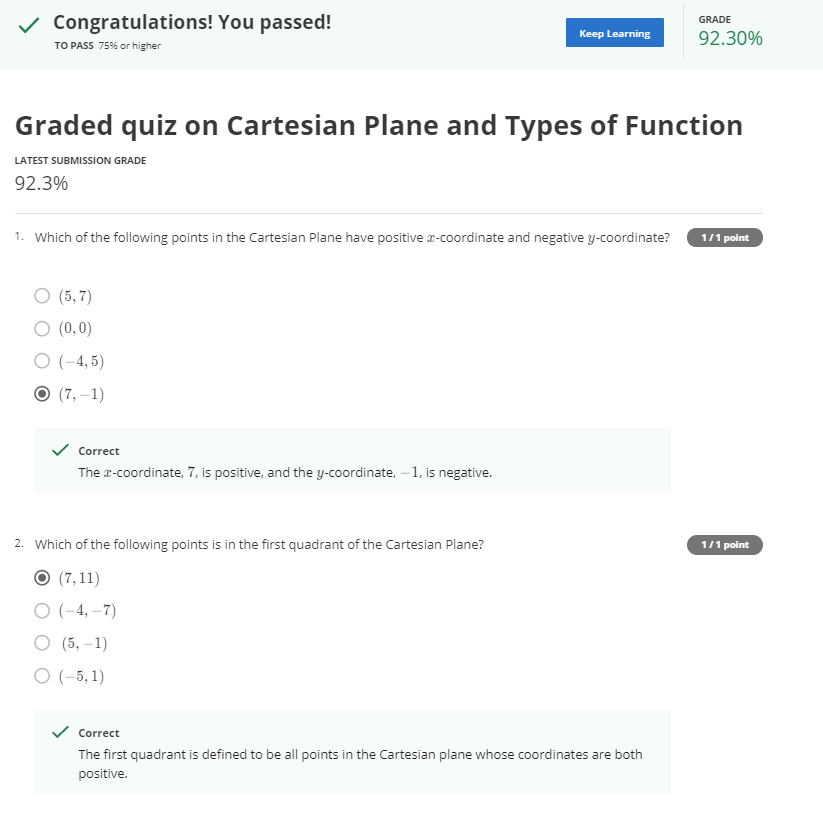 Congratulations! You passed!
TO PASS 75% or higher
Keep Learning
GRADE
92.30%
Graded quiz on Cartesian Plane and Types of Function
LATEST SUBMISSION GRADE
92.3%
1. Which of the following points in the Cartesian Plane have positive x-coordinate and negative y-coordinate?
1 / 1 point
(5, 7)
(0, 0)
(−4, 5)
(7, −1)
Correct
The x-coordinate, 7, is positive, and the y-coordinate, −1, is negative.
2. Which of the following points is in the first quadrant of the Cartesian Plane?
1 / 1 point
(7, 11)
(−4, −7)
(5, −1)
(−5, 1)
Correct
The first quadrant is defined to be all points in the Cartesian plane whose coordinates are both
positive.